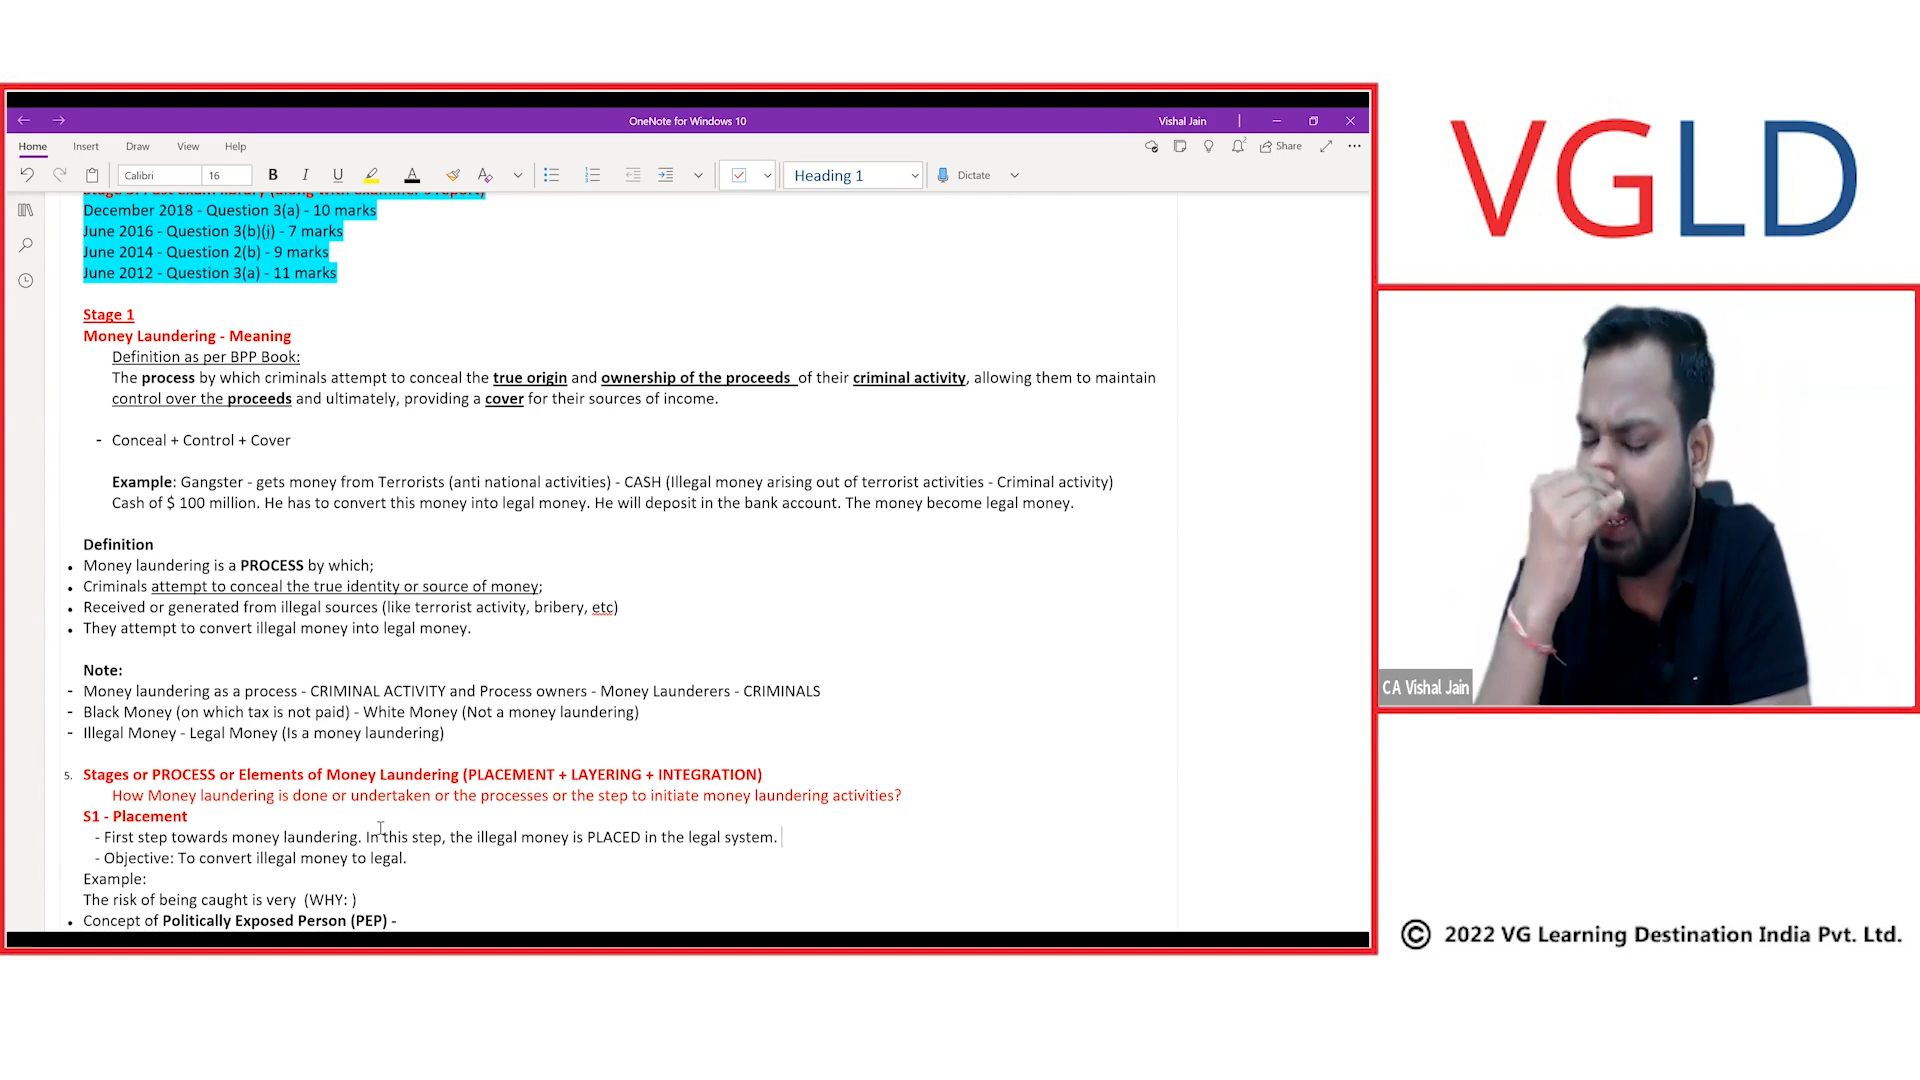 OneNote for Windows 10
Vishal Jain
Home Insert Draw View Help
Share
Calibri 16 B I U A Heading 1 Dictate
December 2018 - Question 3(a) - 10 marks
June 2016 - Question 3(b)(i) - 7 marks
June 2014 - Question 2(b) - 9 marks
June 2012 - Question 3(a) - 11 marks
Stage 1
Money Laundering - Meaning
Definition as per BPP Book:
The process by which criminals attempt to conceal the true origin and ownership of the proceeds of their criminal activity, allowing them to maintain
control over the proceeds and ultimately, providing a cover for their sources of income.
- Conceal + Control + Cover
Example: Gangster - gets money from Terrorists (anti national activities) - CASH (Illegal money arising out of terrorist activities - Criminal activity)
Cash of $ 100 million. He has to convert this money into legal money. He will deposit in the bank account. The money become legal money.
Definition
• Money laundering is a PROCESS by which;
• Criminals attempt to conceal the true identity or source of money;
• Received or generated from illegal sources (like terrorist activity, bribery, etc)
• They attempt to convert illegal money into legal money.
Note:
- Money laundering as a process - CRIMINAL ACTIVITY and Process owners - Money Launderers - CRIMINALS
- Black Money (on which tax is not paid) - White Money (Not a money laundering)
- Illegal Money - Legal Money (Is a money laundering)
5. Stages or PROCESS or Elements of Money Laundering (PLACEMENT + LAYERING + INTEGRATION)
How Money laundering is done or undertaken or the processes or the step to initiate money laundering activities?
S1 - Placement
- First step towards money laundering. In this step, the illegal money is PLACED in the legal system.
- Objective: To convert illegal money to legal.
Example:
The risk of being caught is very (WHY: )
• Concept of Politically Exposed Person (PEP) -
VGLD
CA Vishal Jain
© 2022 VG Learning Destination India Pvt. Ltd.